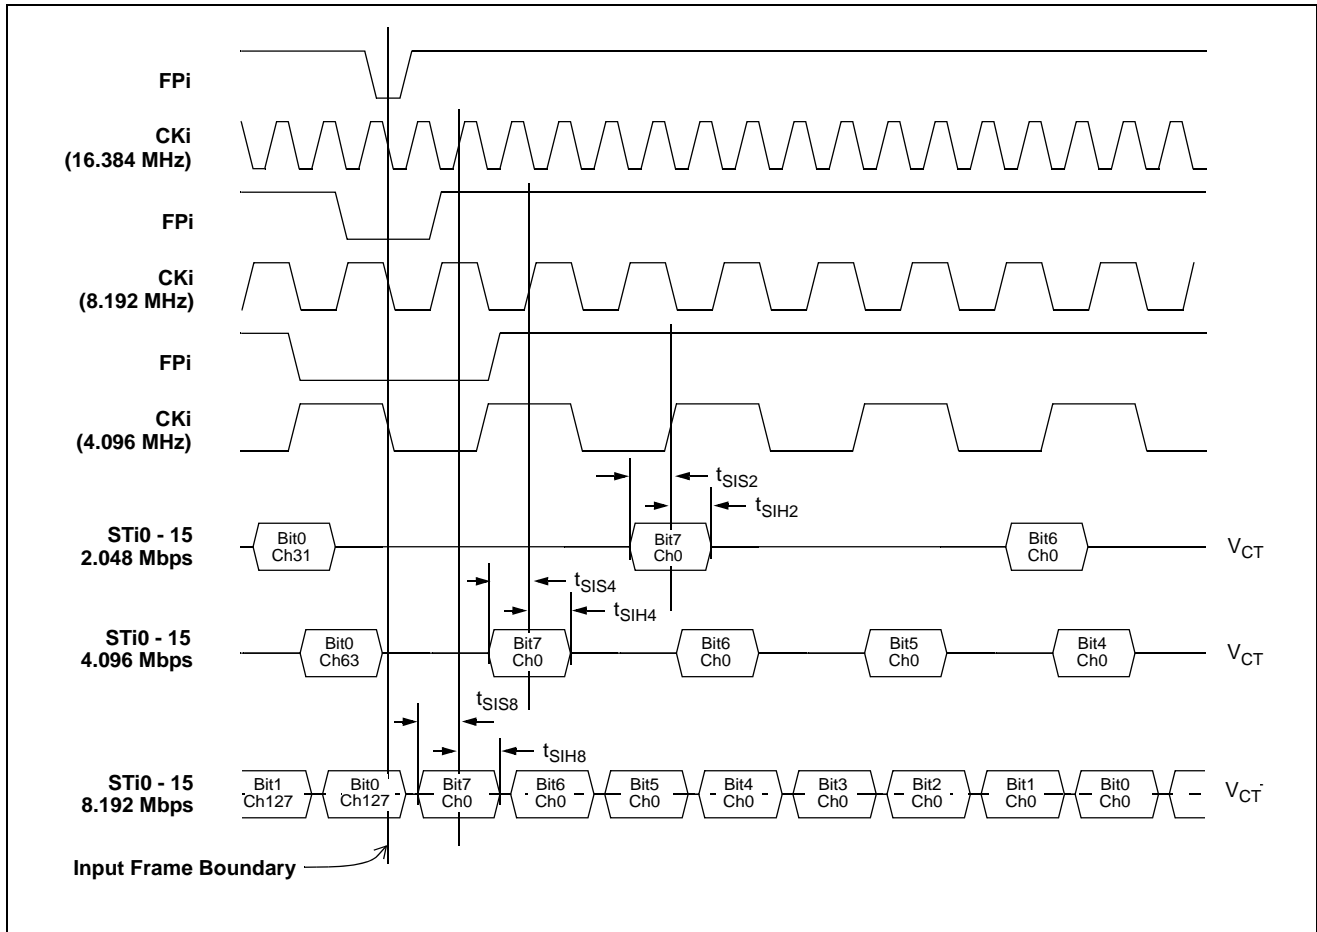 FPi
CKi
(16.384 MHz)
FPi
CKi
(8.192 MHz)
FPi
CKi
(4.096 MHz)
tSIS2
tSIH2
STi0 - 15
2.048 Mbps
Bit0
Ch31
Bit7
Ch0
Bit6
Ch0
VCT
tSIS4
tSIH4
STi0 - 15
4.096 Mbps
Bit0
Ch63
Bit7
Ch0
Bit6
Ch0
Bit5
Ch0
Bit4
Ch0
VCT
tSIS8
tSIH8
STi0 - 15
8.192 Mbps
Bit1
Ch127
Bit0
Ch127
Bit7
Ch0
Bit6
Ch0
Bit5
Ch0
Bit4
Ch0
Bit3
Ch0
Bit2
Ch0
Bit1
Ch0
Bit0
Ch0
VCT
Input Frame Boundary